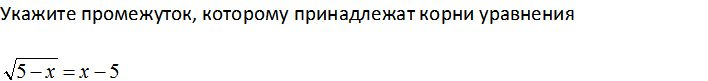 Укажите промежуток, которому принадлежат корни уравнения
√(5−x) = x − 5